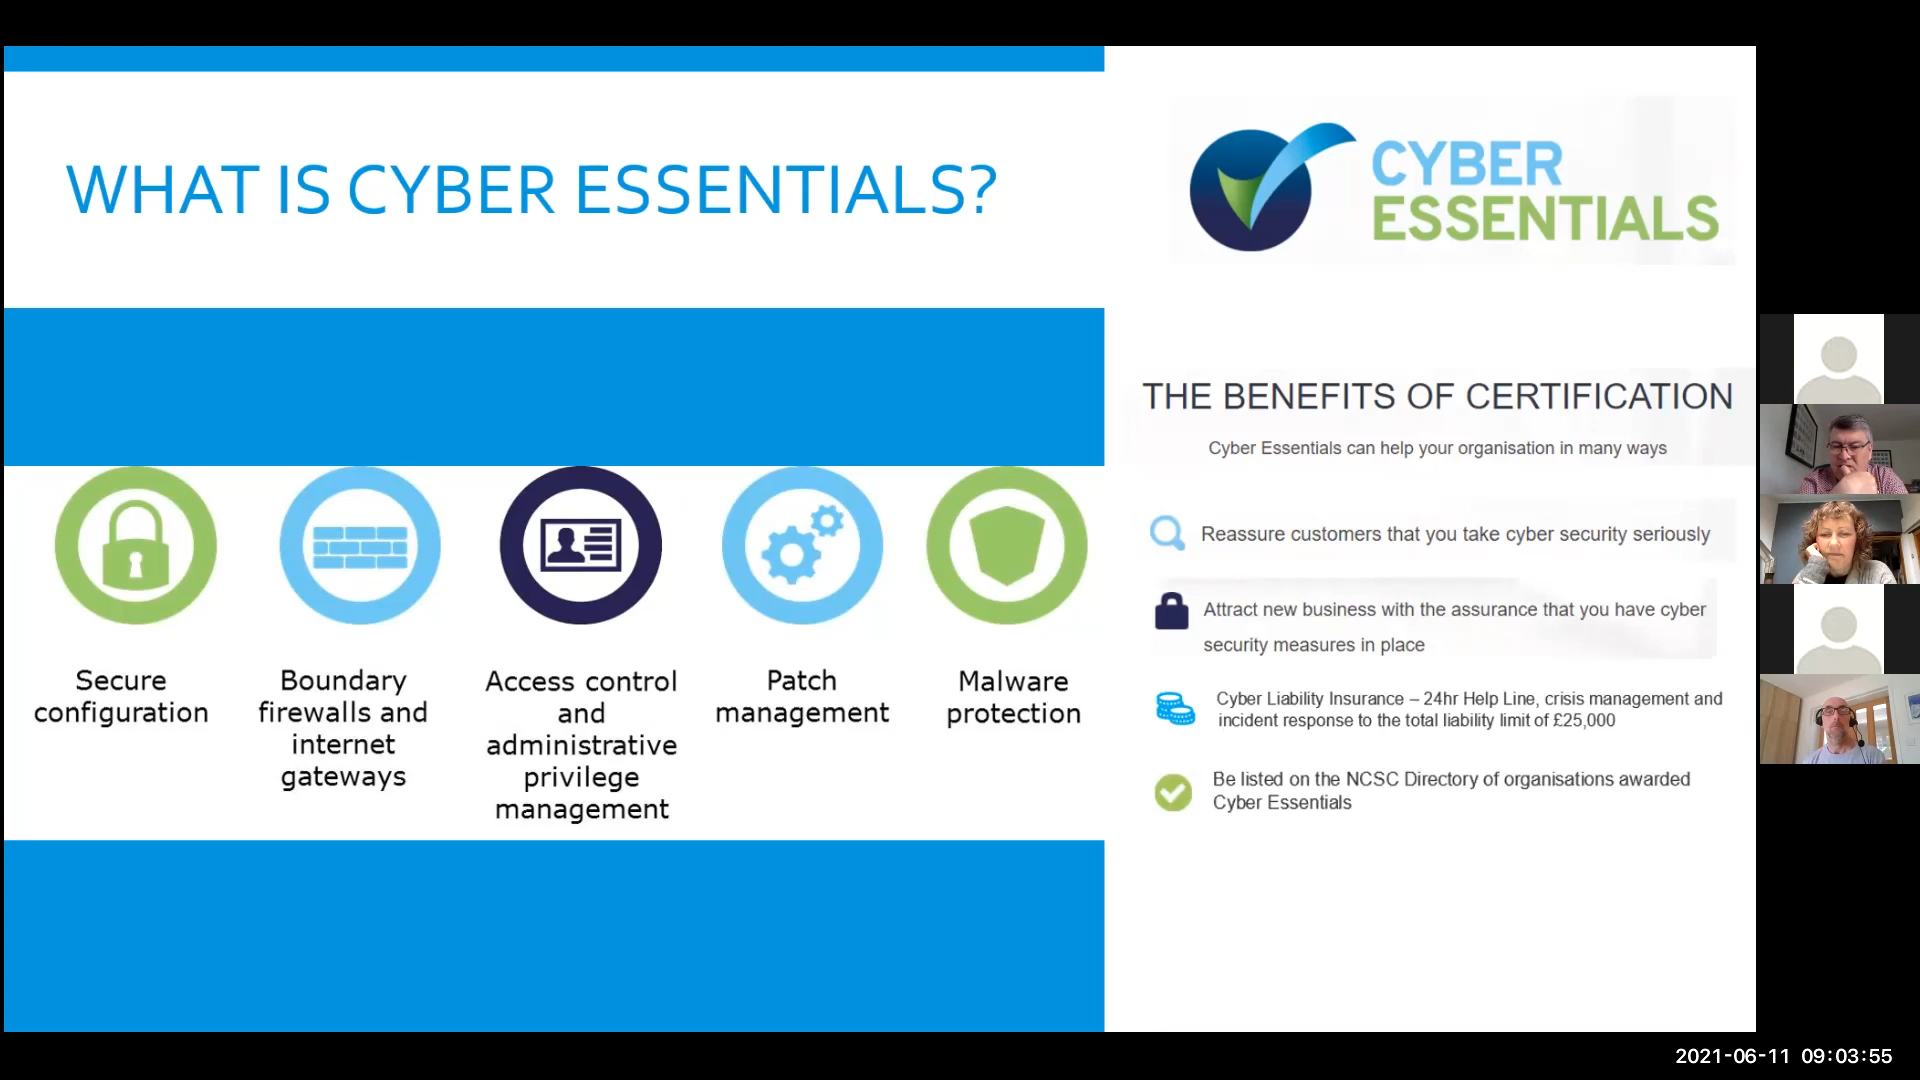 WHAT IS CYBER ESSENTIALS?
CYBER
ESSENTIALS
Secure
configuration
Boundary
firewalls and
internet
gateways
Access control
and
administrative
privilege
management
Patch
management
Malware
protection
THE BENEFITS OF CERTIFICATION
Cyber Essentials can help your organisation in many ways
Reassure customers that you take cyber security seriously
Attract new business with the assurance that you have cyber
security measures in place
Cyber Liability Insurance – 24hr Help Line, crisis management and
incident response to the total liability limit of £25,000
Be listed on the NCSC Directory of organisations awarded
Cyber Essentials
2021-06-11 09:03:55